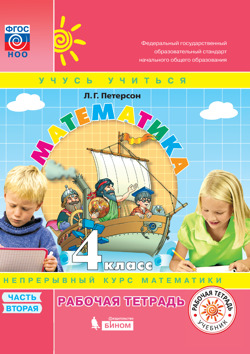 ФГОС
НОО
Федеральный государственный
образовательный стандарт
начального общего образования
УЧУСЬ УЧИТЬСЯ
Л.Г. Петерсон
МАТЕМАТИКА
4 класс
НЕПРЕРЫВНЫЙ КУРС МАТЕМАТИКИ
ЧАСТЬ
ВТОРАЯ
РАБОЧАЯ ТЕТРАДЬ
Издательство
БИНОМ
РАБОЧАЯ ТЕТРАДЬ
УЧЕБНИК